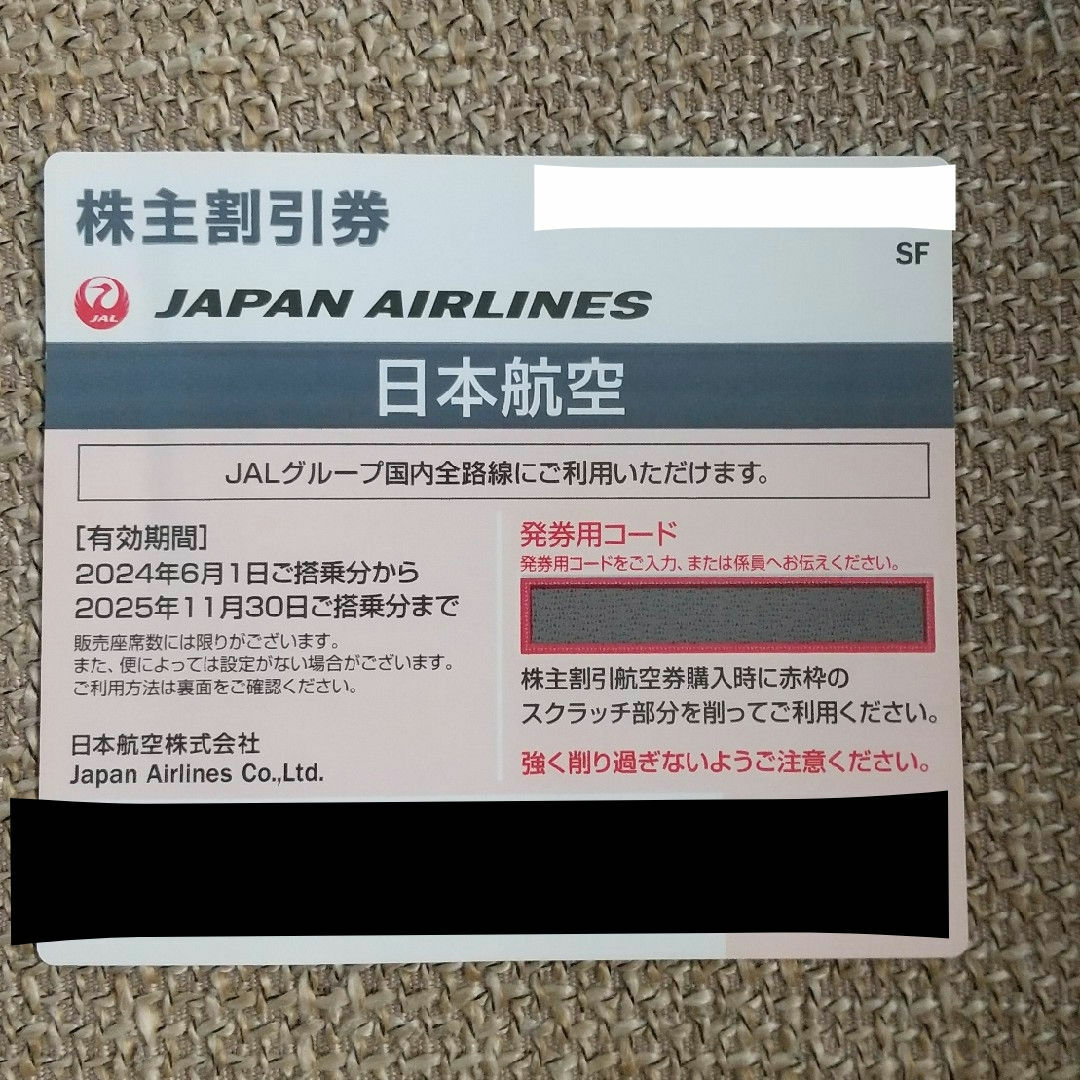 株主割引券
SF
JAL
JAPAN AIRLINES
日本航空
JALグループ国内全路線にご利用いただけます。
[有効期間]
2024年6月1日ご搭乗分から
2025年11月30日ご搭乗分まで
販売座席数には限りがございます。
また、便によっては設定がない場合がございます。
ご利用方法は裏面をご確認ください。
日本航空株式会社
Japan Airlines Co.,Ltd.
発券用コード
発券用コードをご入力、または係員へお伝えください。
株主割引航空券購入時に赤枠の
スクラッチ部分を削ってご利用ください。
強く削り過ぎないようご注意ください。